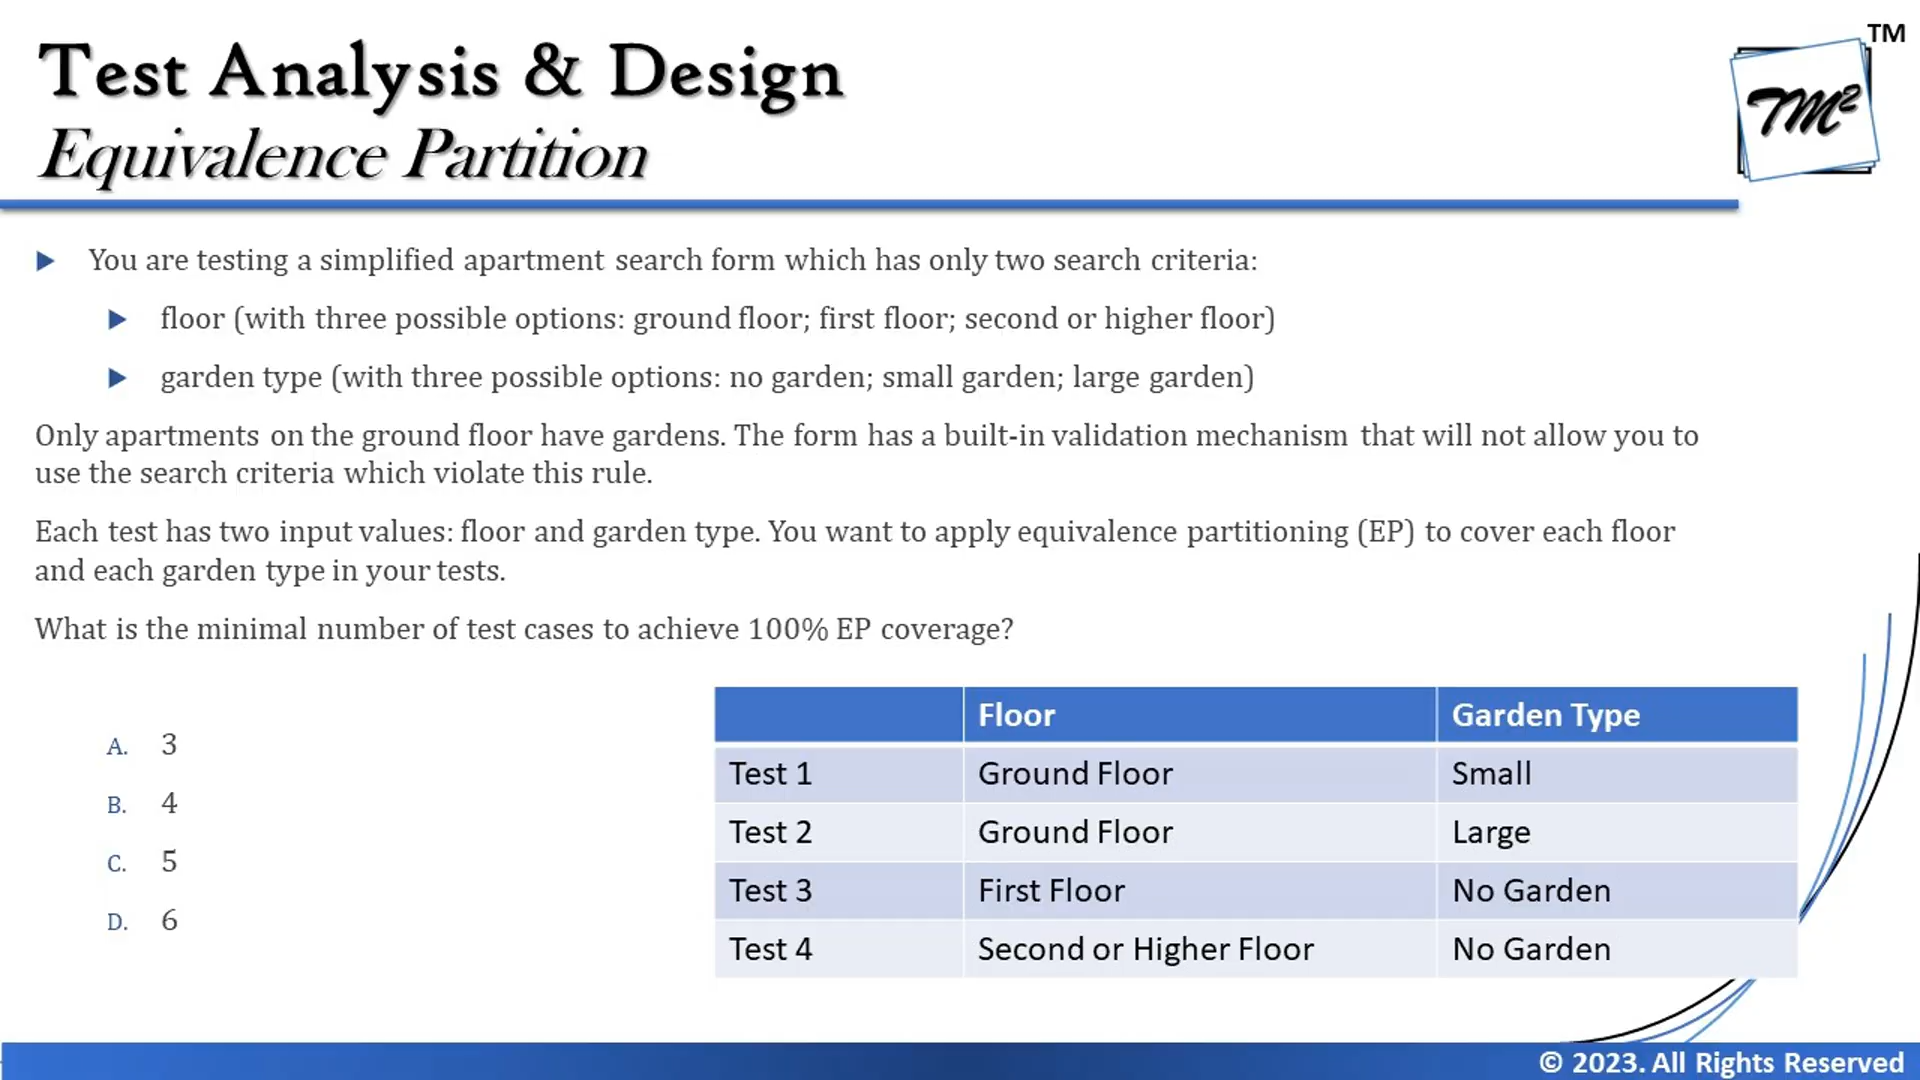 TM
TM²
Test Analysis & Design
Equivalence Partition
You are testing a simplified apartment search form which has only two search criteria:
floor (with three possible options: ground floor; first floor; second or higher floor)
garden type (with three possible options: no garden; small garden; large garden)
Only apartments on the ground floor have gardens. The form has a built-in validation mechanism that will not allow you to
use the search criteria which violate this rule.
Each test has two input values: floor and garden type. You want to apply equivalence partitioning (EP) to cover each floor
and each garden type in your tests.
What is the minimal number of test cases to achieve 100% EP coverage?
A. 3
B. 4
C. 5
D. 6
Floor Garden Type
Test 1 Ground Floor Small
Test 2 Ground Floor Large
Test 3 First Floor No Garden
Test 4 Second or Higher Floor No Garden
© 2023. All Rights Reserved